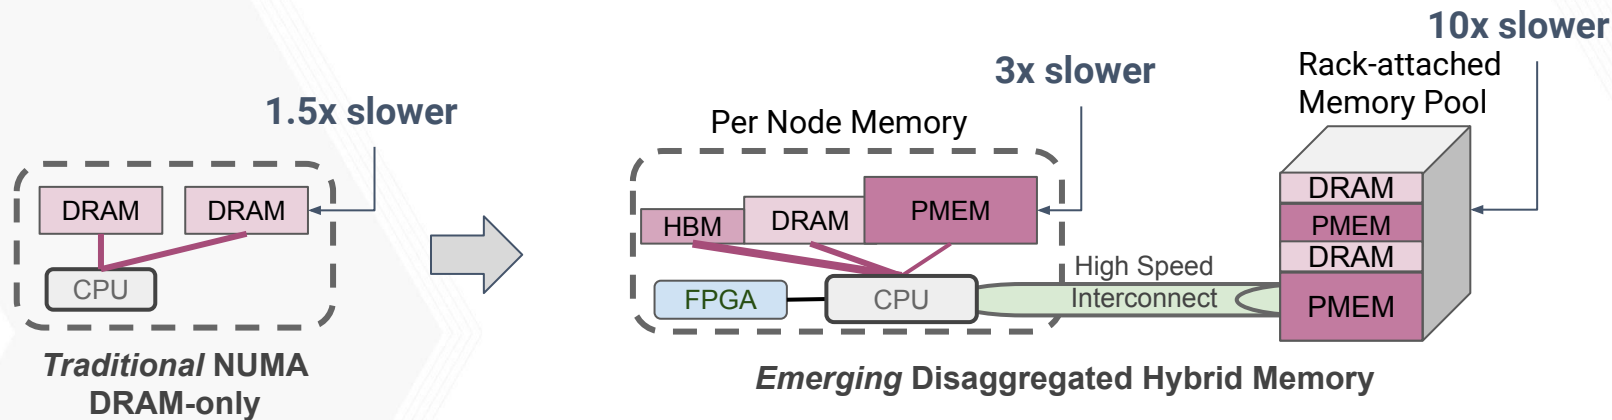 1.5x slower
DRAM
DRAM
CPU
Traditional NUMA
DRAM-only
3x slower
Per Node Memory
HBM
DRAM
PMEM
FPGA
CPU
High Speed
Interconnect
10x slower
Rack-attached
Memory Pool
DRAM
PMEM
DRAM
PMEM
Emerging Disaggregated Hybrid Memory